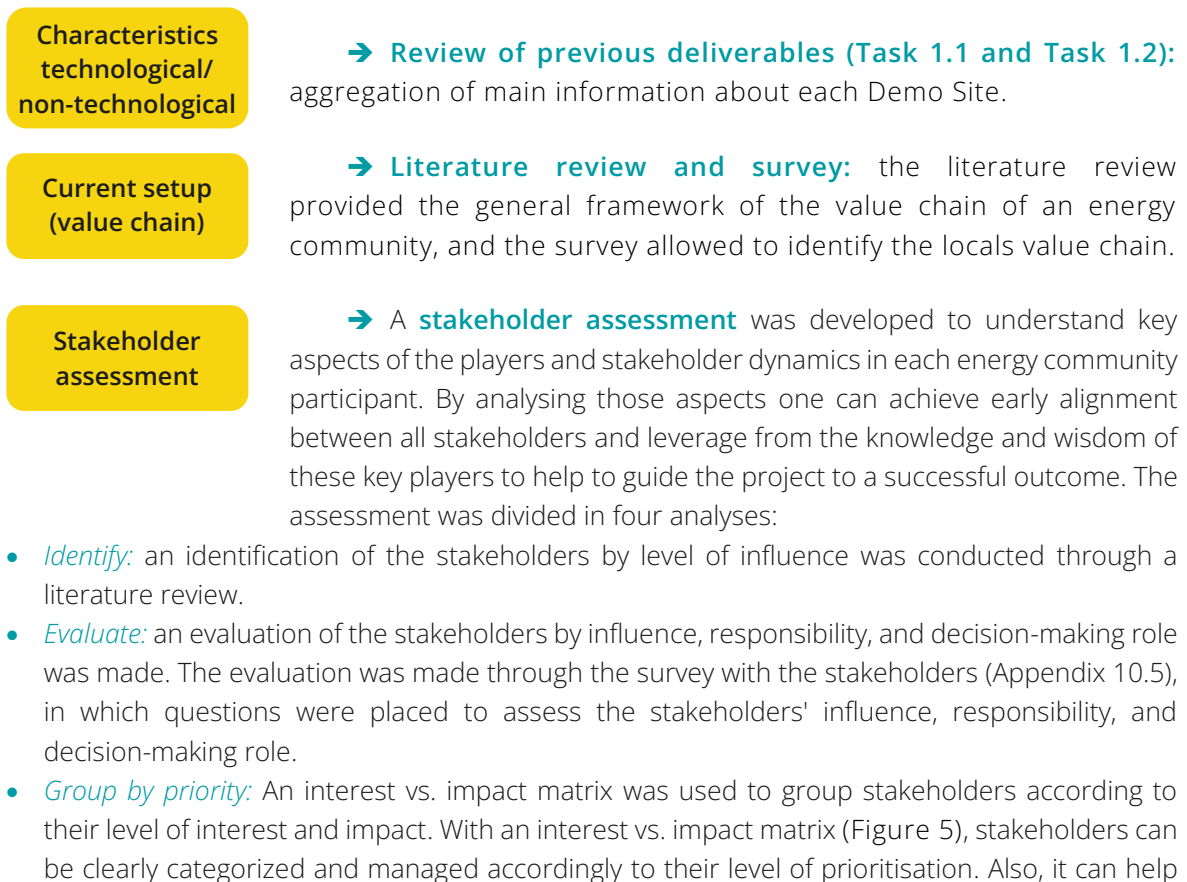 Characteristics
technological/
non-technological
➔ Review of previous deliverables (Task 1.1 and Task 1.2):
aggregation of main information about each Demo Site.
Current setup
(value chain)
➔ Literature review and survey: the literature review
provided the general framework of the value chain of an energy
community, and the survey allowed to identify the locals value chain.
Stakeholder
assessment
➔ A stakeholder assessment was developed to understand key
aspects of the players and stakeholder dynamics in each energy community
participant. By analysing those aspects one can achieve early alignment
between all stakeholders and leverage from the knowledge and wisdom of
these key players to help to guide the project to a successful outcome. The
assessment was divided in four analyses:
• Identify: an identification of the stakeholders by level of influence was conducted through a
literature review.
• Evaluate: an evaluation of the stakeholders by influence, responsibility, and decision-making role
was made. The evaluation was made through the survey with the stakeholders (Appendix 10.5),
in which questions were placed to assess the stakeholders' influence, responsibility, and
decision-making role.
• Group by priority: An interest vs. impact matrix was used to group stakeholders according to
their level of interest and impact. With an interest vs. impact matrix (Figure 5), stakeholders can
be clearly categorized and managed accordingly to their level of prioritisation. Also, it can help